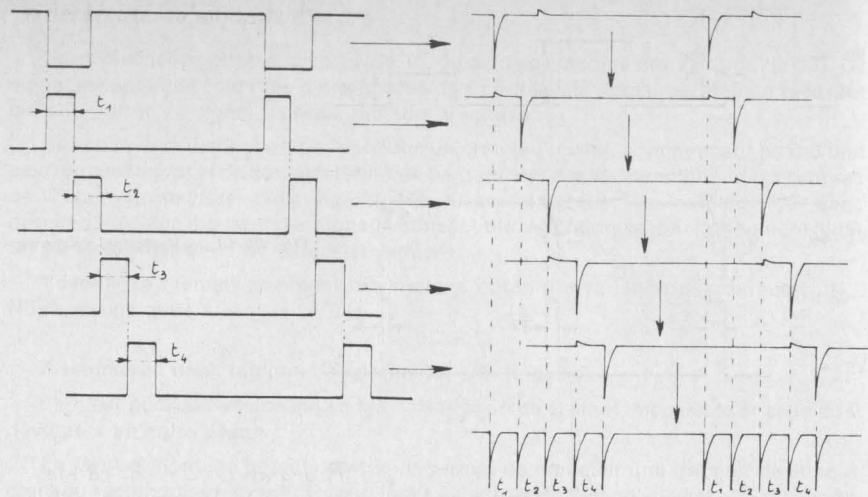 t₁
t₂
t₃
t₄
t₁ t₂ t₃ t₄ t₁ t₂ t₃ t₄